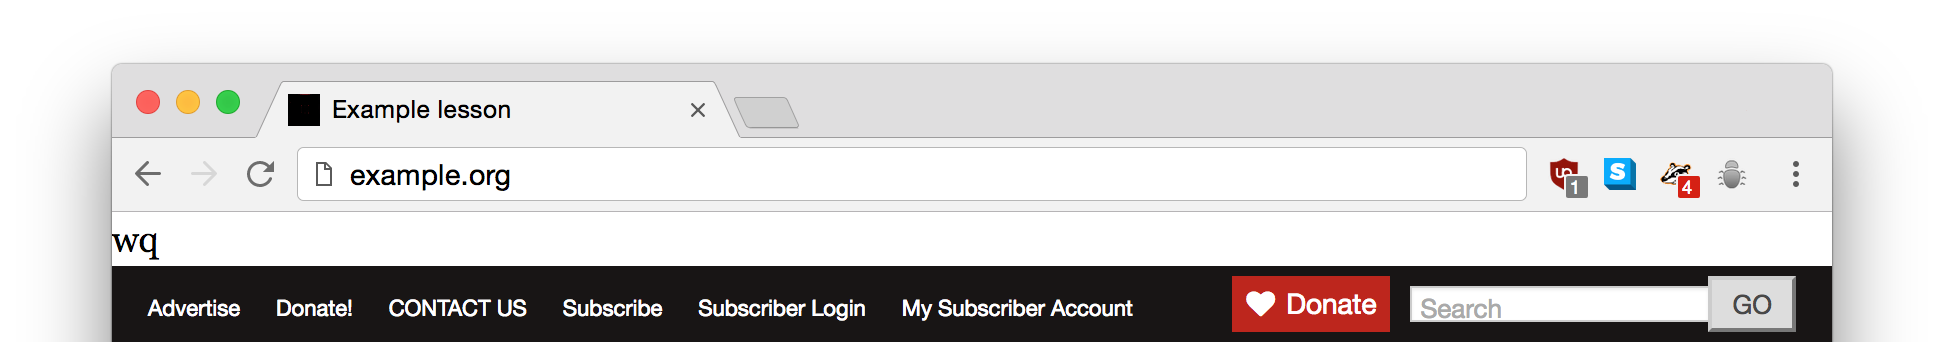 Example lesson
example.org
1
S
4
wq
Advertise Donate! CONTACT US Subscribe Subscriber Login My Subscriber Account Donate Search GO